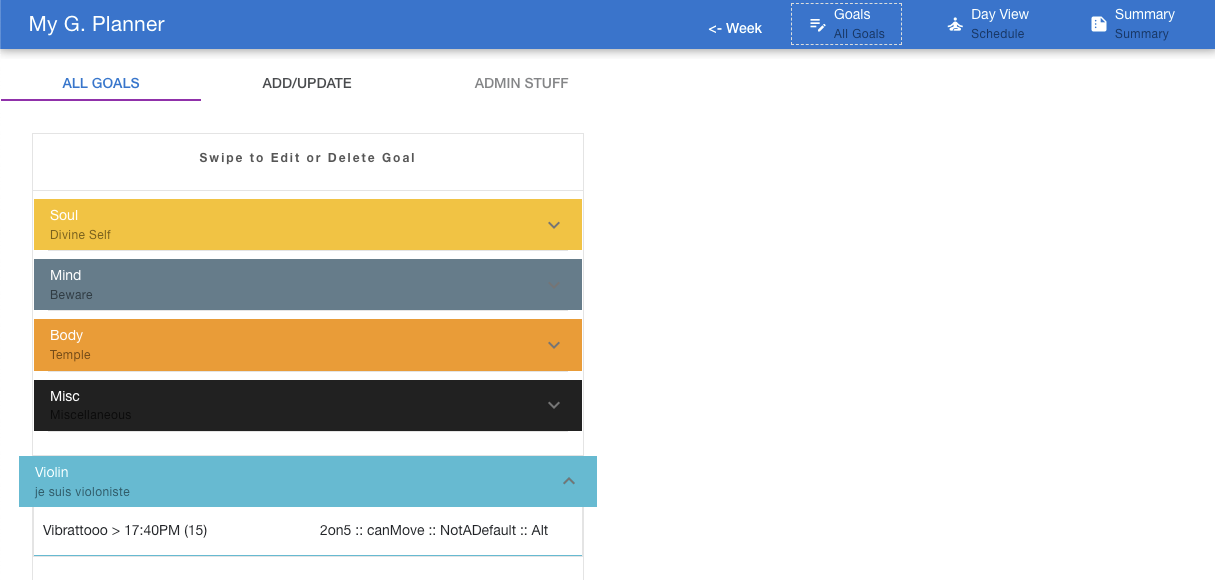 My G. Planner
<- Week
Goals
All Goals
Day View
Schedule
Summary
Summary
ALL GOALS
ADD/UPDATE
ADMIN STUFF
Swipe to Edit or Delete Goal
Soul
Divine Self
Mind
Beware
Body
Temple
Misc
Miscellaneous
Violin
je suis violoniste
Vibrattooo > 17:40PM (15) 2on5 :: canMove :: NotADefault :: Alt